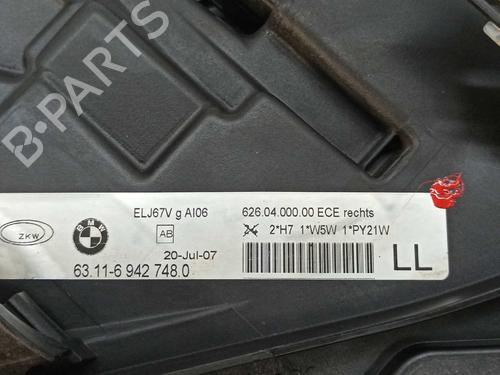 B-PARTS
ELJ67V g AI06
626.04.000.00 ECE rechts
ZKW
BMW
AB
2*H7 1*W5W 1*PY21W
20-Jul-07
63.11-6 942 748.0
LL